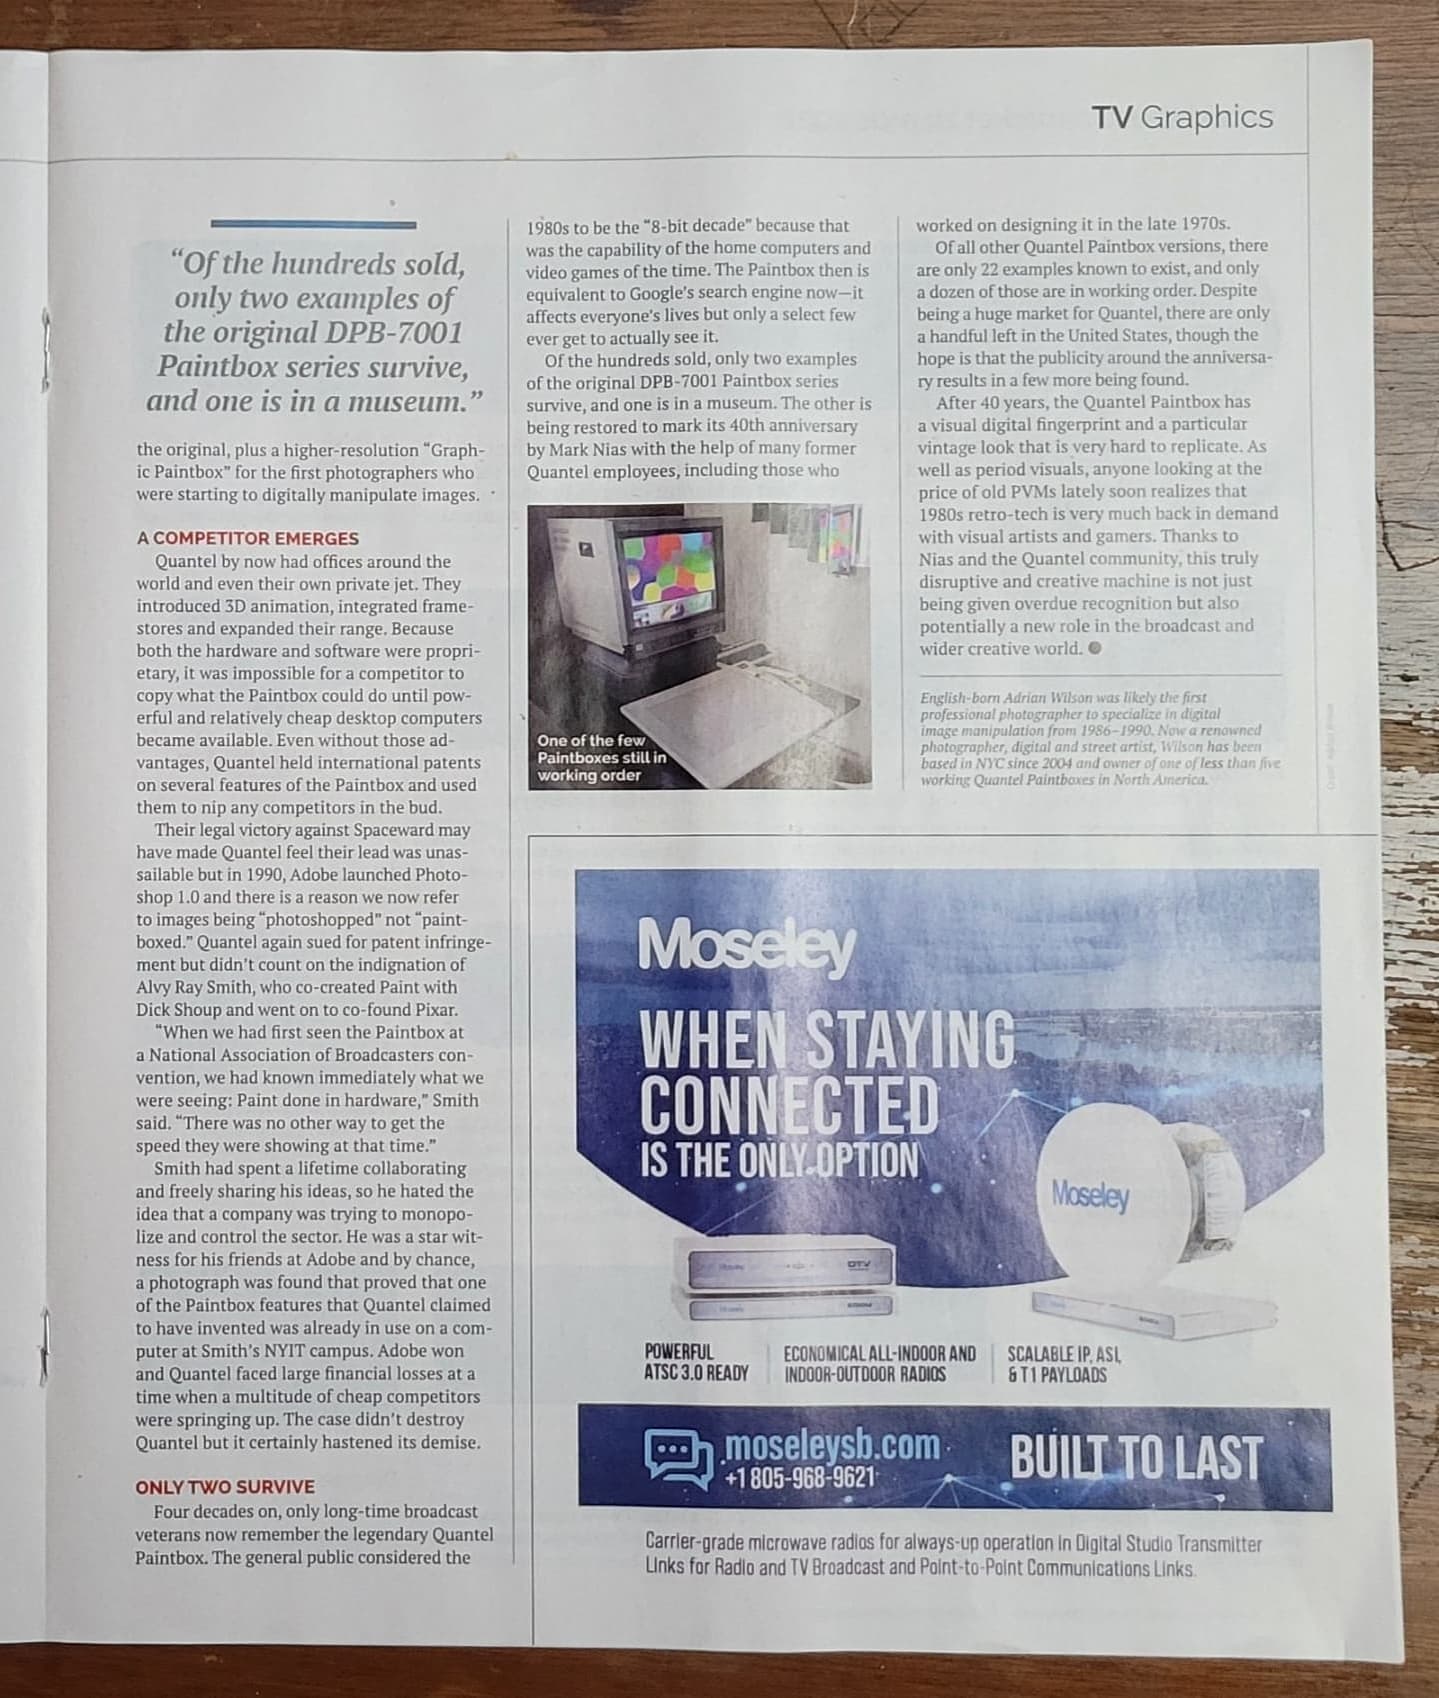 TV Graphics
“Of the hundreds sold,
only two examples of
the original DPB-7001
Paintbox series survive,
and one is in a museum.”
the original, plus a higher-resolution “Graph-
ic Paintbox” for the first photographers who
were starting to digitally manipulate images.
A COMPETITOR EMERGES
Quantel by now had offices around the
world and even their own private jet. They
introduced 3D animation, integrated frame-
stores and expanded their range. Because
both the hardware and software were propri-
etary, it was impossible for a competitor to
copy what the Paintbox could do until pow-
erful and relatively cheap desktop computers
became available. Even without those ad-
vantages, Quantel held international patents
on several features of the Paintbox and used
them to nip any competitors in the bud.
Their legal victory against Spaceward may
have made Quantel feel their lead was unas-
sailable but in 1990, Adobe launched Photo-
shop 1.0 and there is a reason we now refer
to images being “photoshopped” not “paint-
boxed.” Quantel again sued for patent infringe-
ment but didn’t count on the indignation of
Alvy Ray Smith, who co-created Paint with
Dick Shoup and went on to co-found Pixar.
“When we had first seen the Paintbox at
a National Association of Broadcasters con-
vention, we had known immediately what we
were seeing: Paint done in hardware,” Smith
said. “There was no other way to get the
speed they were showing at that time.”
Smith had spent a lifetime collaborating
and freely sharing his ideas, so he hated the
idea that a company was trying to monopo-
lize and control the sector. He was a star wit-
ness for his friends at Adobe and by chance,
a photograph was found that proved that one
of the Paintbox features that Quantel claimed
to have invented was already in use on a com-
puter at Smith’s NYIT campus. Adobe won
and Quantel faced large financial losses at a
time when a multitude of cheap competitors
were springing up. The case didn’t destroy
Quantel but it certainly hastened its demise.
ONLY TWO SURVIVE
Four decades on, only long-time broadcast
veterans now remember the legendary Quantel
Paintbox. The general public considered the
1980s to be the “8-bit decade” because that
was the capability of the home computers and
video games of the time. The Paintbox then is
equivalent to Google’s search engine now—it
affects everyone’s lives but only a select few
ever get to actually see it.
Of the hundreds sold, only two examples
of the original DPB-7001 Paintbox series
survive, and one is in a museum. The other is
being restored to mark its 40th anniversary
by Mark Nias with the help of many former
Quantel employees, including those who
One of the few
Paintboxes still in
working order
worked on designing it in the late 1970s.
Of all other Quantel Paintbox versions, there
are only 22 examples known to exist, and only
a dozen of those are in working order. Despite
being a huge market for Quantel, there are only
a handful left in the United States, though the
hope is that the publicity around the anniversa-
ry results in a few more being found.
After 40 years, the Quantel Paintbox has
a visual digital fingerprint and a particular
vintage look that is very hard to replicate. As
well as period visuals, anyone looking at the
price of old PVMs lately soon realizes that
1980s retro-tech is very much back in demand
with visual artists and gamers. Thanks to
Nias and the Quantel community, this truly
disruptive and creative machine is not just
being given overdue recognition but also
potentially a new role in the broadcast and
wider creative world.
English-born Adrian Wilson was likely the first
professional photographer to specialize in digital
image manipulation from 1986–1990. Now a renowned
photographer, digital and street artist, Wilson has been
based in NYC since 2004 and owner of one of less than five
working Quantel Paintboxes in North America.
Moseley
WHEN STAYING
CONNECTED
IS THE ONLY OPTION
Moseley
DTV
POWERFUL
ATSC 3.0 READY
ECONOMICAL ALL-INDOOR AND
INDOOR-OUTDOOR RADIOS
SCALABLE IP, ASI,
& T1 PAYLOADS
moseleysb.com
+1 805-968-9621
BUILT TO LAST
Carrier-grade microwave radios for always-up operation in Digital Studio Transmitter
Links for Radio and TV Broadcast and Point-to-Point Communications Links.